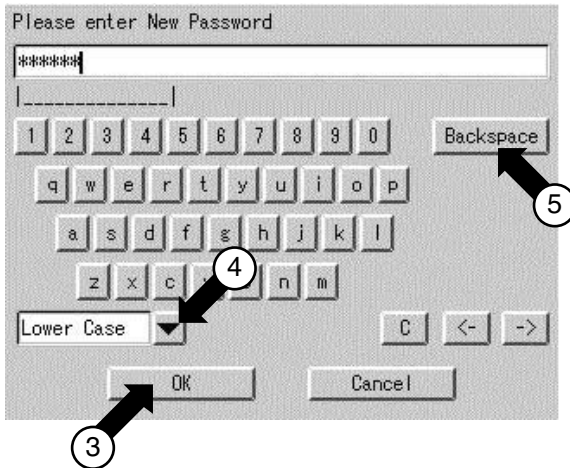 Please enter New Password
******
|______________|
1 2 3 4 5 6 7 8 9 0 Backspace
q w e r t y u i o p
5
a s d f g h j k l
4
z x c n m
Lower Case C <- ->
OK Cancel
3